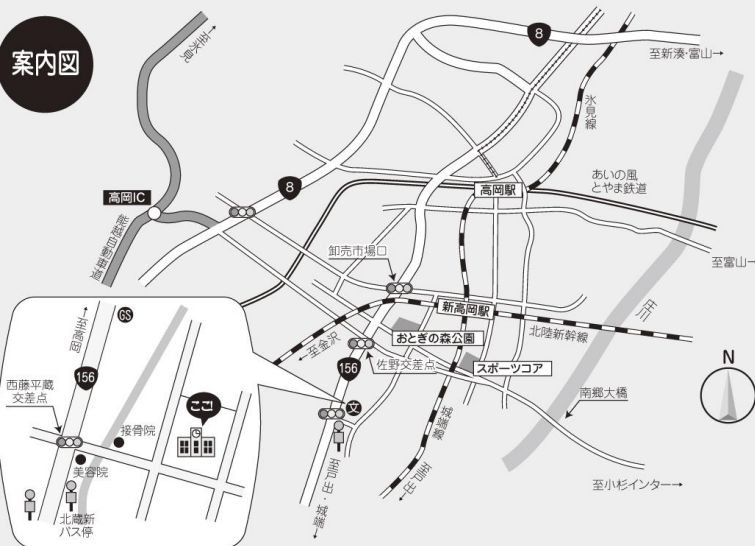 案内図
→至氷見
8
至新湊・富山→
氷見線
高岡IC
8
高岡駅
あいの風
とやま鉄道
能越自動車道
卸売市場口
至富山→
新高岡駅
庄川
北陸新幹線
→至金沢
おとぎの森公園
156
佐野交差点
スポーツコア
N
文
城端線
南郷大橋
至戸出・城端→
至戸出→
至小杉インター→
→至高岡
GS
156
西藤平蔵
交差点
ここ!
接骨院
美容院
北蔵新
バス停